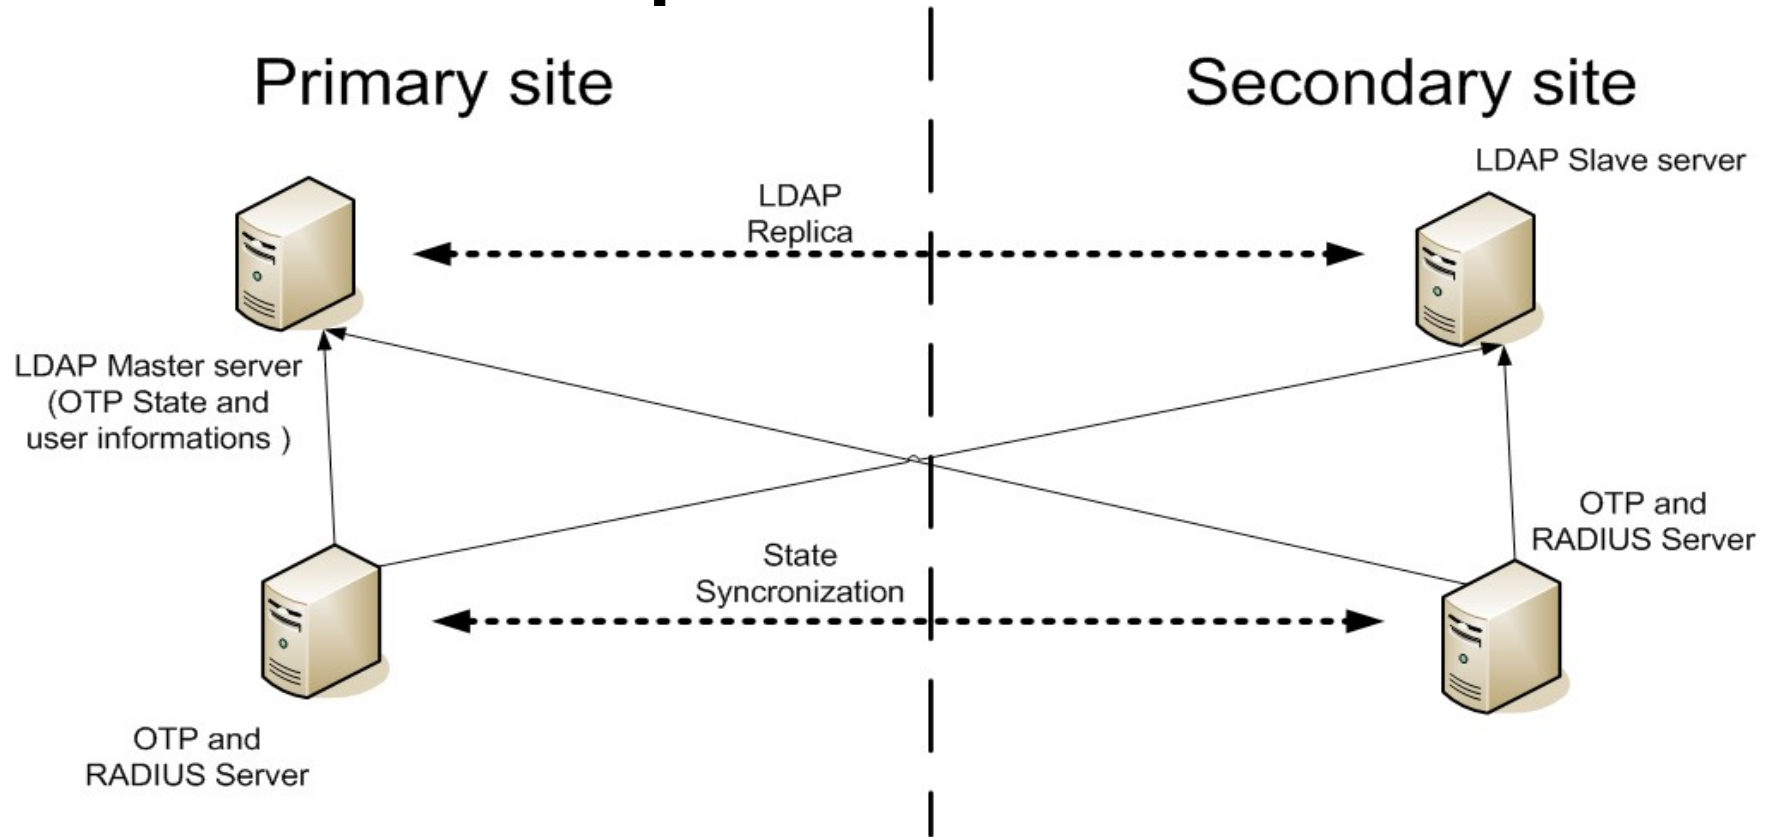 Primary site
Secondary site
LDAP Slave server
LDAP
Replica
LDAP Master server
(OTP State and
user informations )
OTP and
RADIUS Server
State
Syncronization
OTP and
RADIUS Server